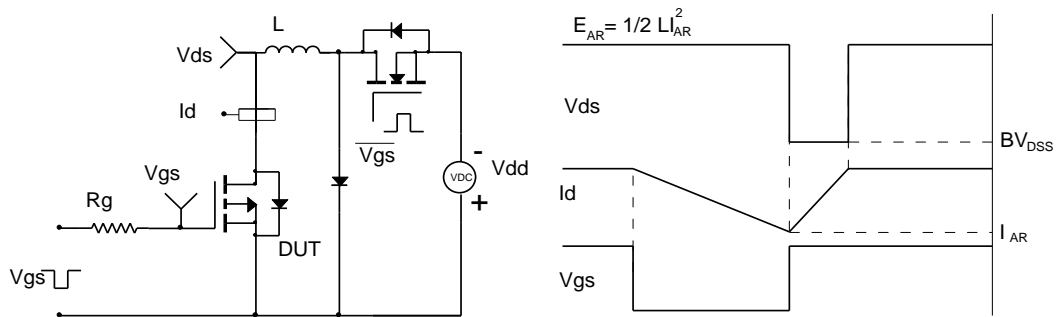 L
Vds
Id
Vgs
Vgs
-
Vdd
VDC
+
Rg
DUT
Vgs
E_AR = 1/2 LI_AR^2
Vds
BV_DSS
Id
I_AR
Vgs